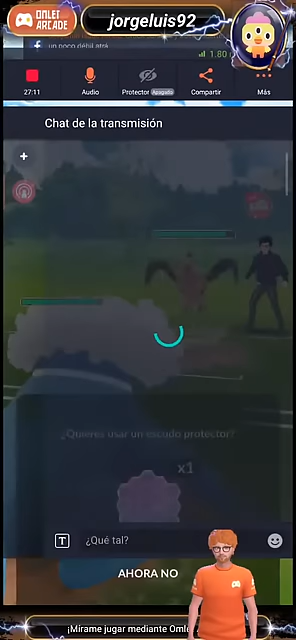 OMLET
ARCADE
jorgeluis92
un poco débil atrá
1.80
27:11
Audio
Protector Apagado
Compartir
Más
Chat de la transmisión
¿Quieres usar un escudo protector?
x1
T
¿Qué tal?
AHORA NO
¡Mírame jugar mediante Omle